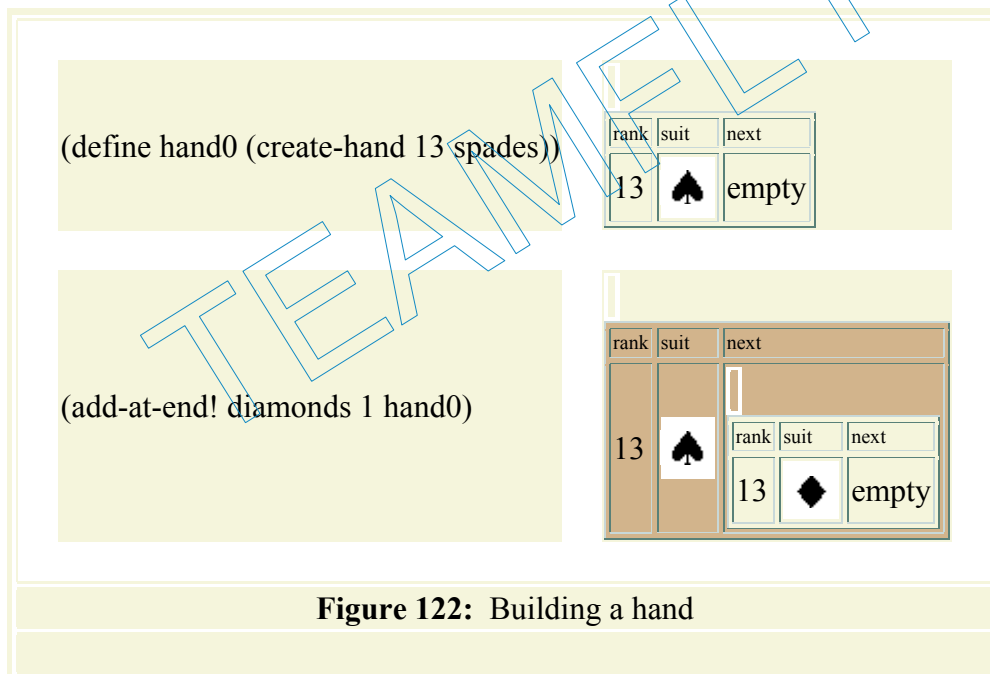 (define hand0 (create-hand 13 spades))
rank suit next
13 empty
(add-at-end! diamonds 1 hand0)
rank suit next
13
rank suit next
13 empty
Figure 122: Building a hand
TEAMFL